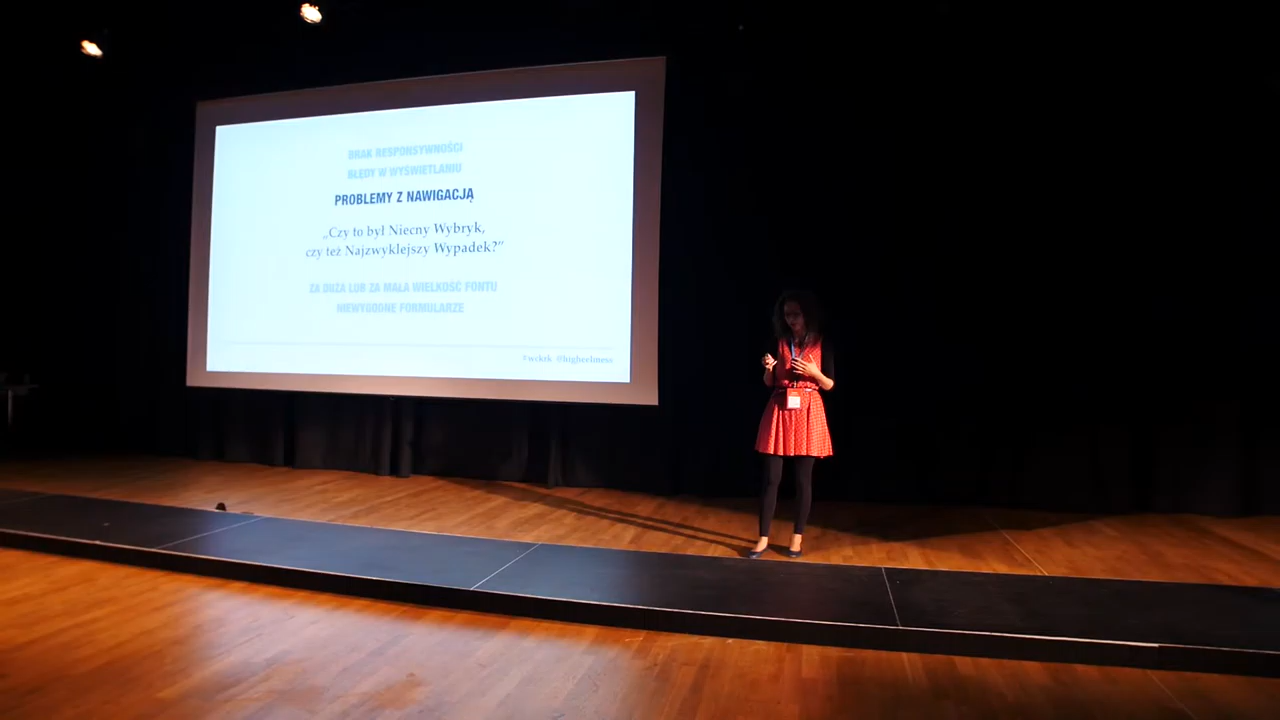 BRAK RESPONSYWNOŚCI
BŁĘDY W WYŚWIETLANIU
PROBLEMY Z NAWIGACJĄ
„Czy to był Niecny Wybryk,
czy też Najzwyklejszy Wypadek?”
ZA DUŻA LUB ZA MAŁA WIELKOŚĆ FONTU
NIEWYGODNE FORMULARZE
#wckrk @higheelmess